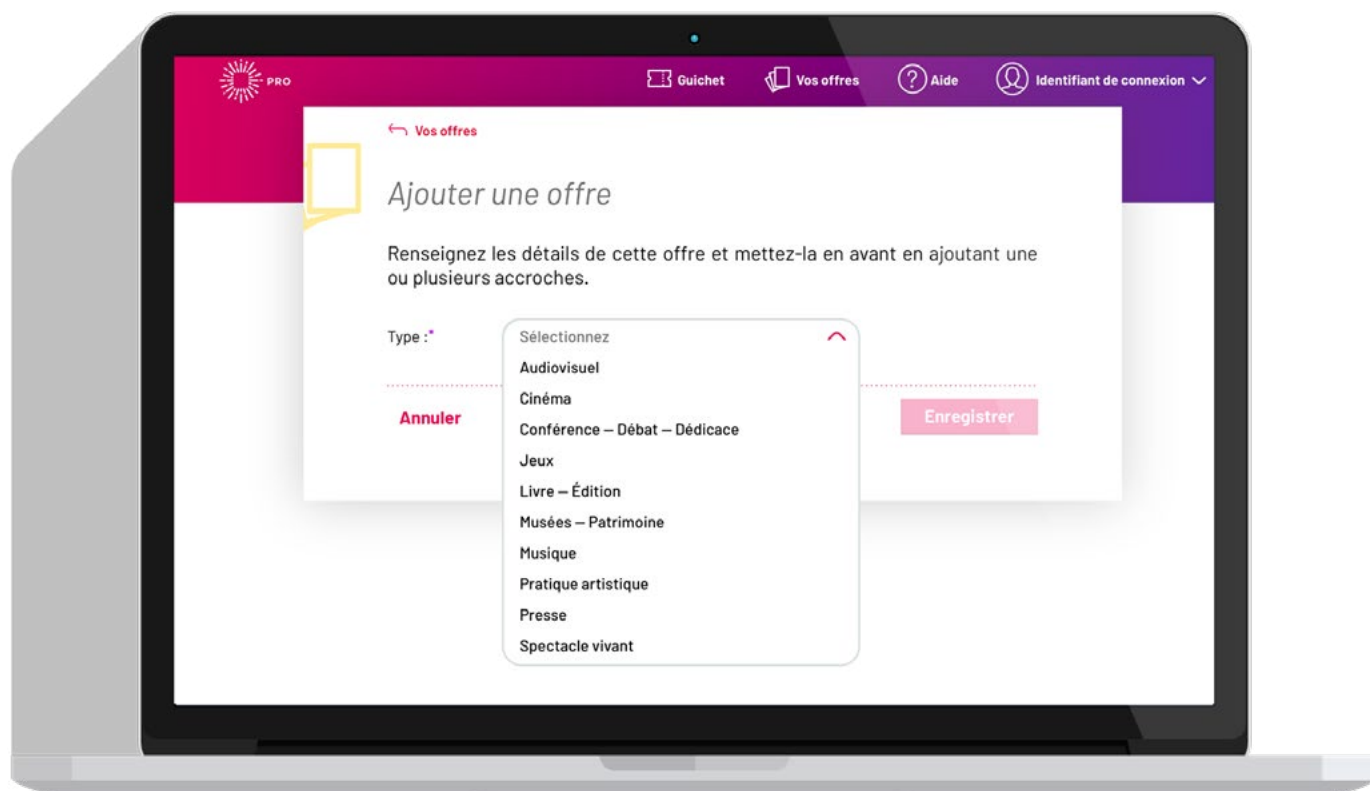 PRO
Guichet
Vos offres
Aide
Identifiant de connexion
Vos offres
Ajouter une offre
Renseignez les détails de cette offre et mettez-la en avant en ajoutant une
ou plusieurs accroches.
Type :*
Sélectionnez
Audiovisuel
Cinéma
Conférence – Débat – Dédicace
Jeux
Livre – Édition
Musées – Patrimoine
Musique
Pratique artistique
Presse
Spectacle vivant
Annuler
Enregistrer